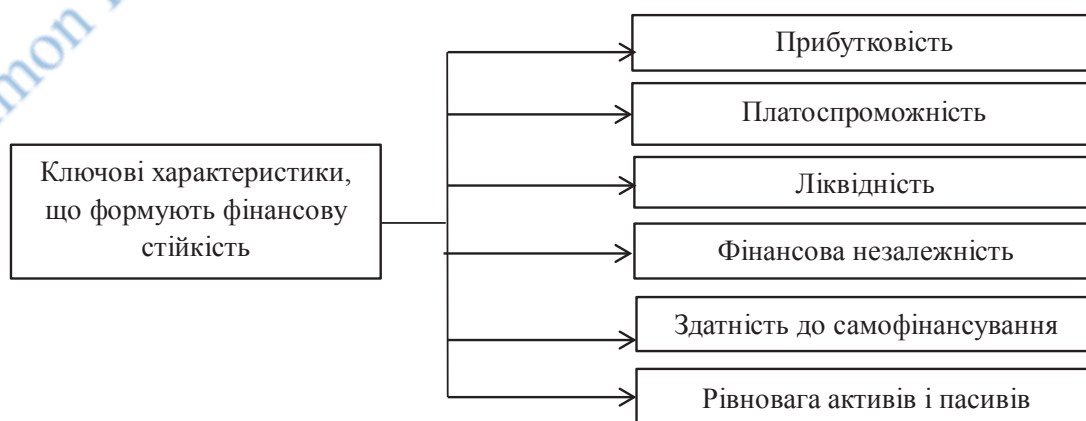 Прибутковість
Платоспроможність
Ключові характеристики,
що формують фінансову
стійкість
Ліквідність
Фінансова незалежність
Здатність до самофінансування
Рівновага активів і пасивів